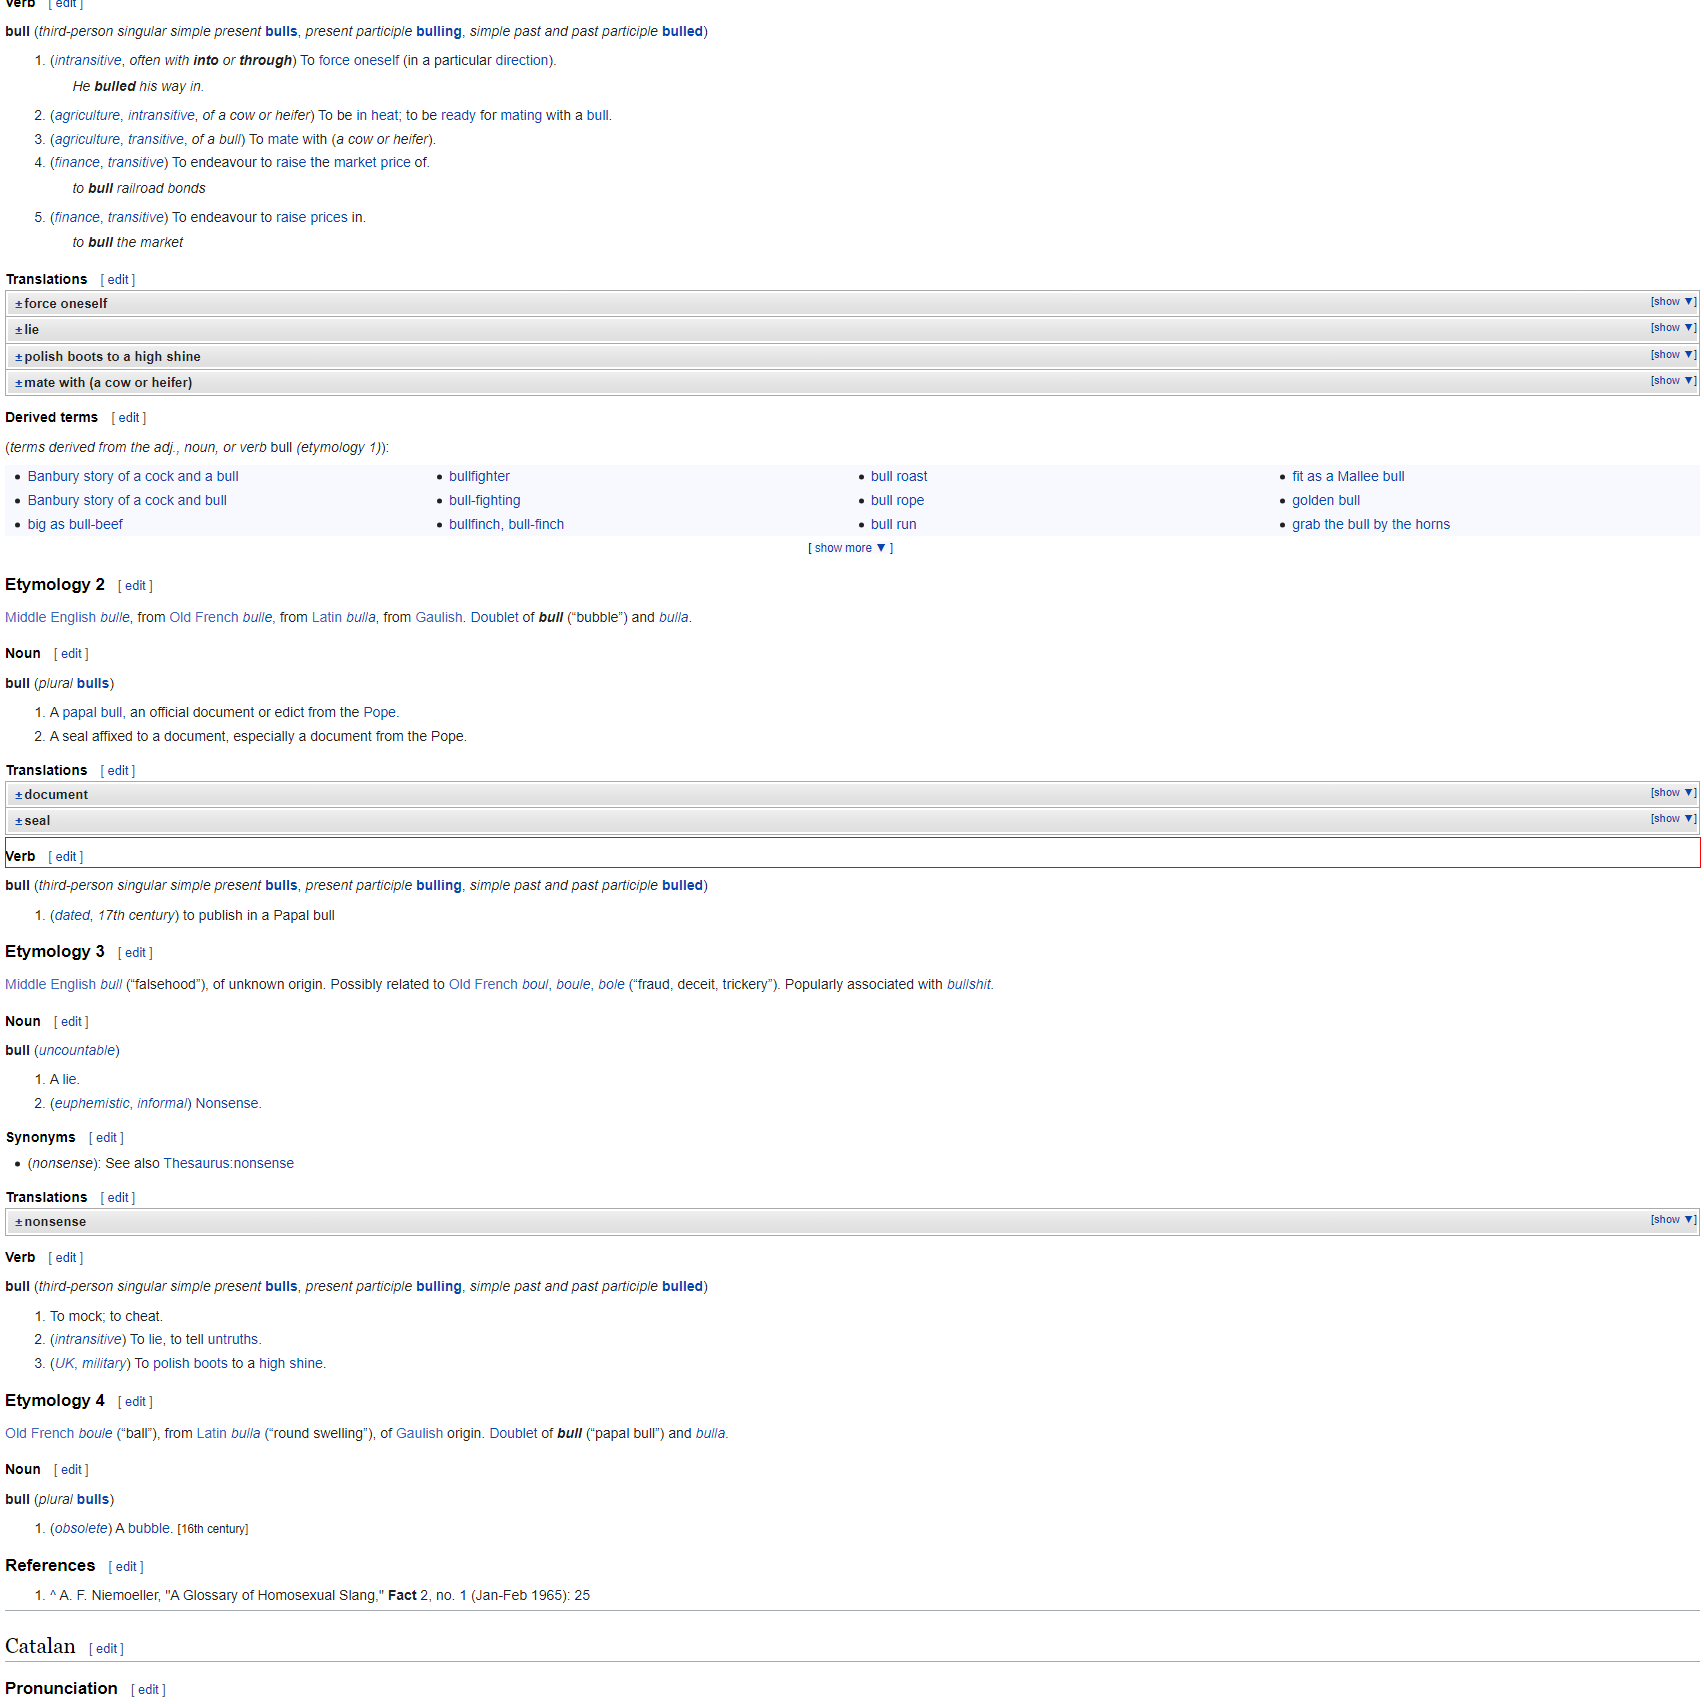 Verb [ edit ]
bull (third-person singular simple present bulls, present participle bulling, simple past and past participle bulled)
1. (intransitive, often with into or through) To force oneself (in a particular direction).
He bulled his way in.
2. (agriculture, intransitive, of a cow or heifer) To be in heat; to be ready for mating with a bull.
3. (agriculture, transitive, of a bull) To mate with (a cow or heifer).
4. (finance, transitive) To endeavour to raise the market price of.
to bull railroad bonds
5. (finance, transitive) To endeavour to raise prices in.
to bull the market
Translations [ edit ]
±force oneself [show ▼]
±lie [show ▼]
±polish boots to a high shine [show ▼]
±mate with (a cow or heifer) [show ▼]
Derived terms [ edit ]
(terms derived from the adj., noun, or verb bull (etymology 1)):
• Banbury story of a cock and a bull • bullfighter • bull roast • fit as a Mallee bull
• Banbury story of a cock and bull • bull-fighting • bull rope • golden bull
• big as bull-beef • bullfinch, bull-finch • bull run • grab the bull by the horns
[ show more ▼ ]
Etymology 2 [ edit ]
Middle English bulle, from Old French bulle, from Latin bulla, from Gaulish. Doublet of bull (“bubble”) and bulla.
Noun [ edit ]
bull (plural bulls)
1. A papal bull, an official document or edict from the Pope.
2. A seal affixed to a document, especially a document from the Pope.
Translations [ edit ]
±document [show ▼]
±seal [show ▼]
Verb [ edit ]
bull (third-person singular simple present bulls, present participle bulling, simple past and past participle bulled)
1. (dated, 17th century) to publish in a Papal bull
Etymology 3 [ edit ]
Middle English bull (“falsehood”), of unknown origin. Possibly related to Old French boul, boule, bole (“fraud, deceit, trickery”). Popularly associated with bullshit.
Noun [ edit ]
bull (uncountable)
1. A lie.
2. (euphemistic, informal) Nonsense.
Synonyms [ edit ]
• (nonsense): See also Thesaurus:nonsense
Translations [ edit ]
±nonsense [show ▼]
Verb [ edit ]
bull (third-person singular simple present bulls, present participle bulling, simple past and past participle bulled)
1. To mock; to cheat.
2. (intransitive) To lie, to tell untruths.
3. (UK, military) To polish boots to a high shine.
Etymology 4 [ edit ]
Old French boule (“ball”), from Latin bulla (“round swelling”), of Gaulish origin. Doublet of bull (“papal bull”) and bulla.
Noun [ edit ]
bull (plural bulls)
1. (obsolete) A bubble. [16th century]
References [ edit ]
1. ^ A. F. Niemoeller, "A Glossary of Homosexual Slang," Fact 2, no. 1 (Jan-Feb 1965): 25
Catalan [ edit ]
Pronunciation [ edit ]